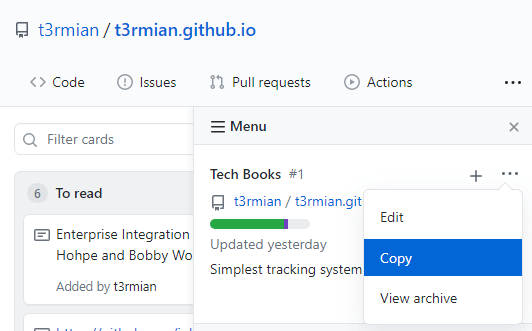 t3rmian / t3rmian.github.io
Code Issues Pull requests Actions ...
Filter cards
Menu
Tech Books #1
t3rmian / t3rmian.git
Updated yesterday
Simplest tracking system
Edit
Copy
View archive
6 To read
Enterprise Integration
Hohpe and Bobby Wo
Added by t3rmian